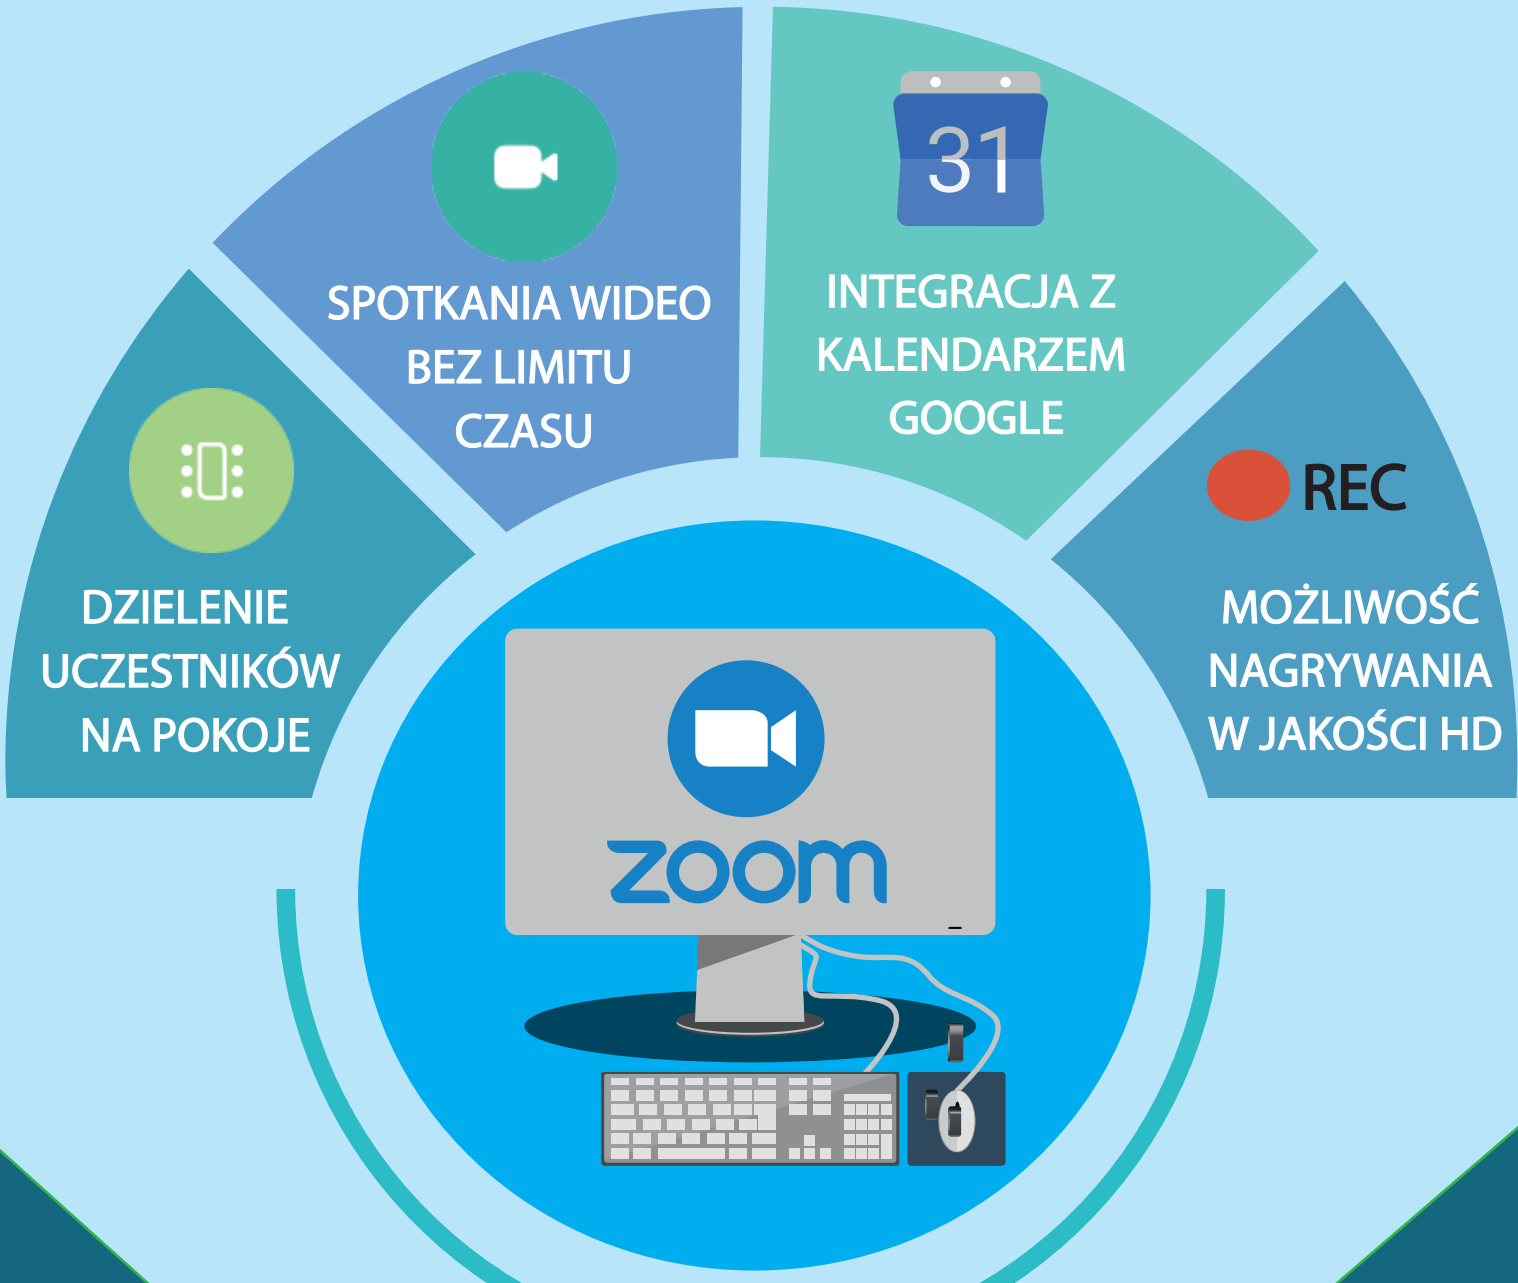 SPOTKANIA WIDEO
BEZ LIMITU
CZASU
31
INTEGRACJA Z
KALENDARZEM
GOOGLE
DZIELENIE
UCZESTNIKÓW
NA POKOJE
REC
MOŻLIWOŚĆ
NAGRYWANIA
W JAKOŚCI HD
zoom